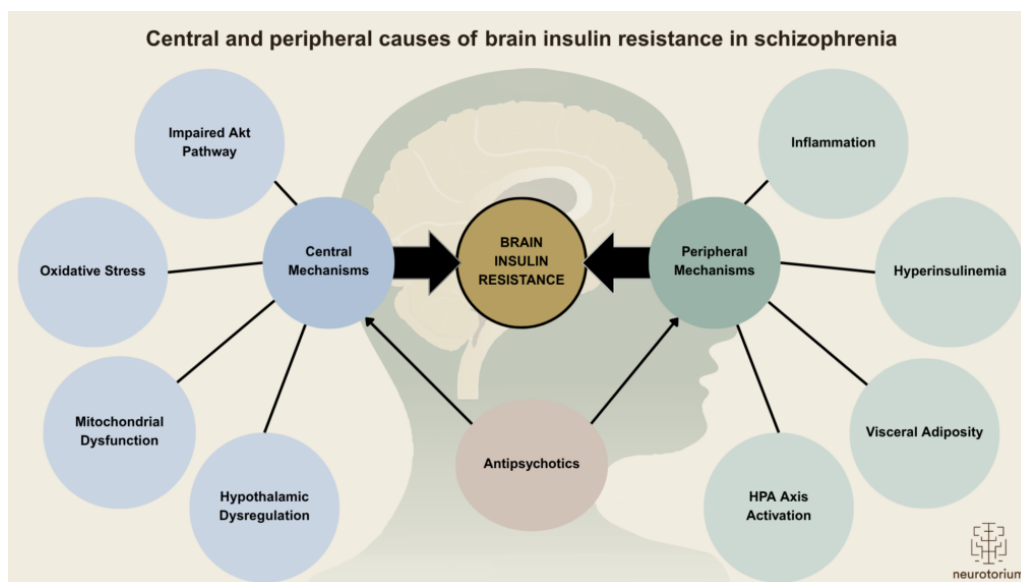 Central and peripheral causes of brain insulin resistance in schizophrenia
Impaired Akt
Pathway
Oxidative Stress
Mitochondrial
Dysfunction
Hypothalamic
Dysregulation
Central
Mechanisms
BRAIN
INSULIN
RESISTANCE
Antipsychotics
Peripheral
Mechanisms
Inflammation
Hyperinsulinemia
Visceral Adiposity
HPA Axis
Activation
neurotorium